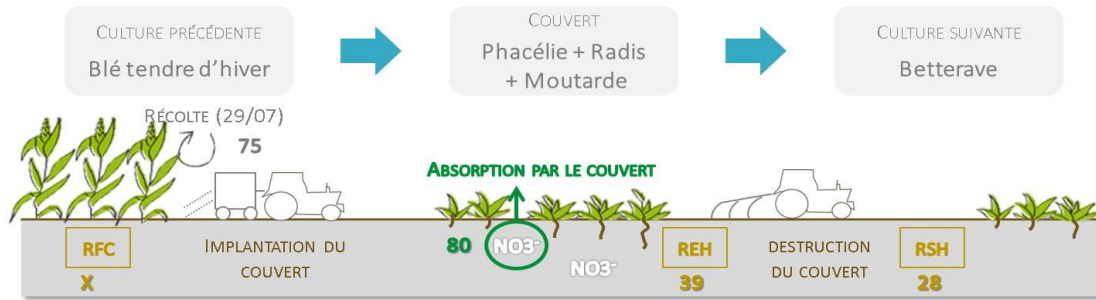 CULTURE PRÉCÉDENTE
Blé tendre d'hiver
COUVERT
Phacélie + Radis
+ Moutarde
CULTURE SUIVANTE
Betterave
RÉCOLTE (29/07)
75
ABSORPTION PAR LE COUVERT
RFC
X
IMPLANTATION DU
COUVERT
80
NO3-
NO3-
REH
39
DESTRUCTION
DU COUVERT
RSH
28